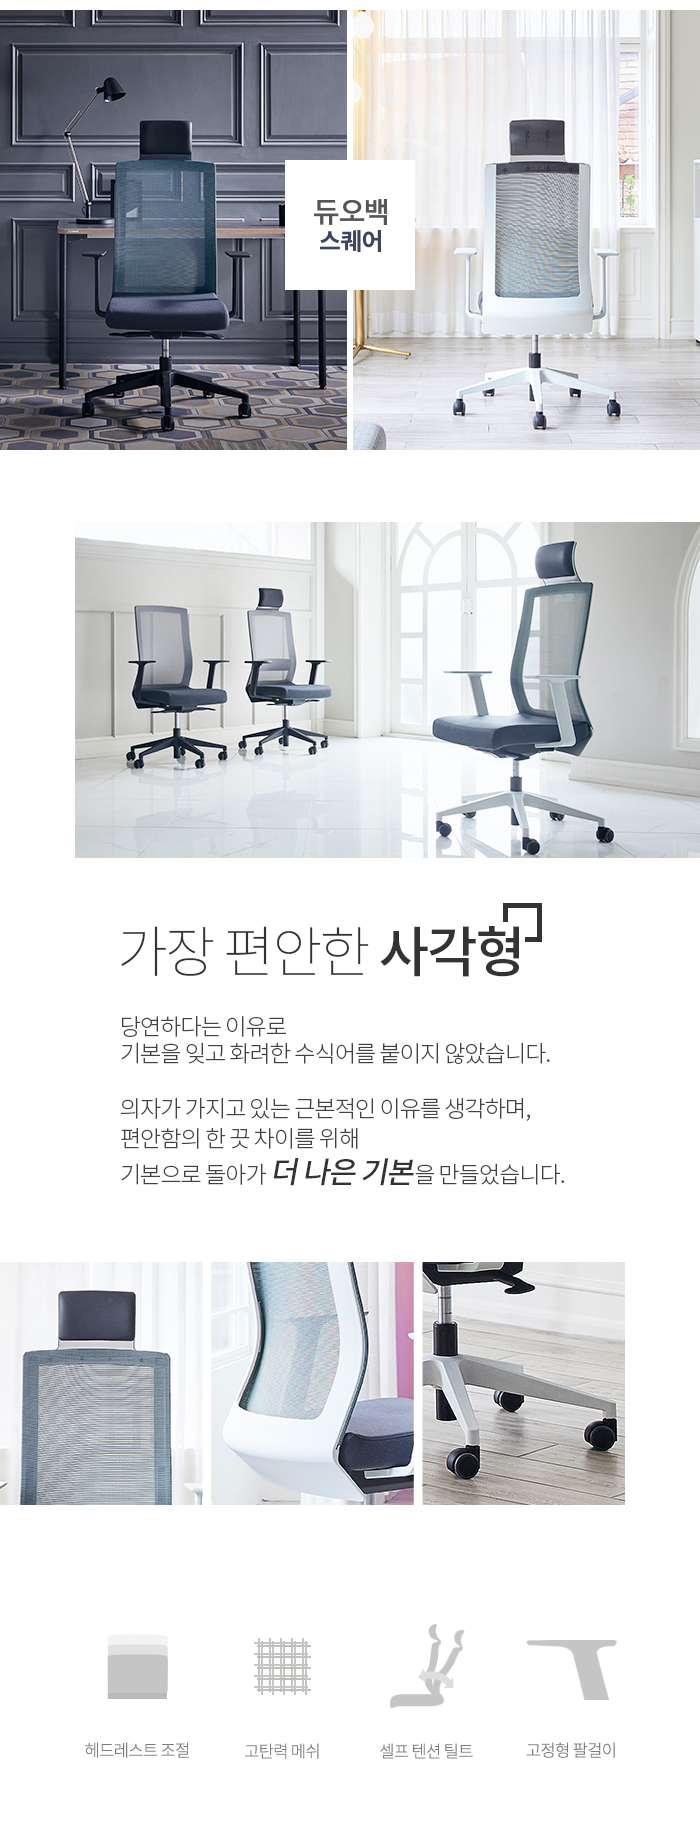 듀오백
스퀘어
가장 편안한 사각형
당연하다는 이유로
기본을 잊고 화려한 수식어를 붙이지 않았습니다.
의자가 가지고 있는 근본적인 이유를 생각하며,
편안함의 한 끗 차이를 위해
기본으로 돌아가 더 나은 기본을 만들었습니다.
헤드레스트 조절
고탄력 메쉬
셀프 텐션 틸트
고정형 팔걸이